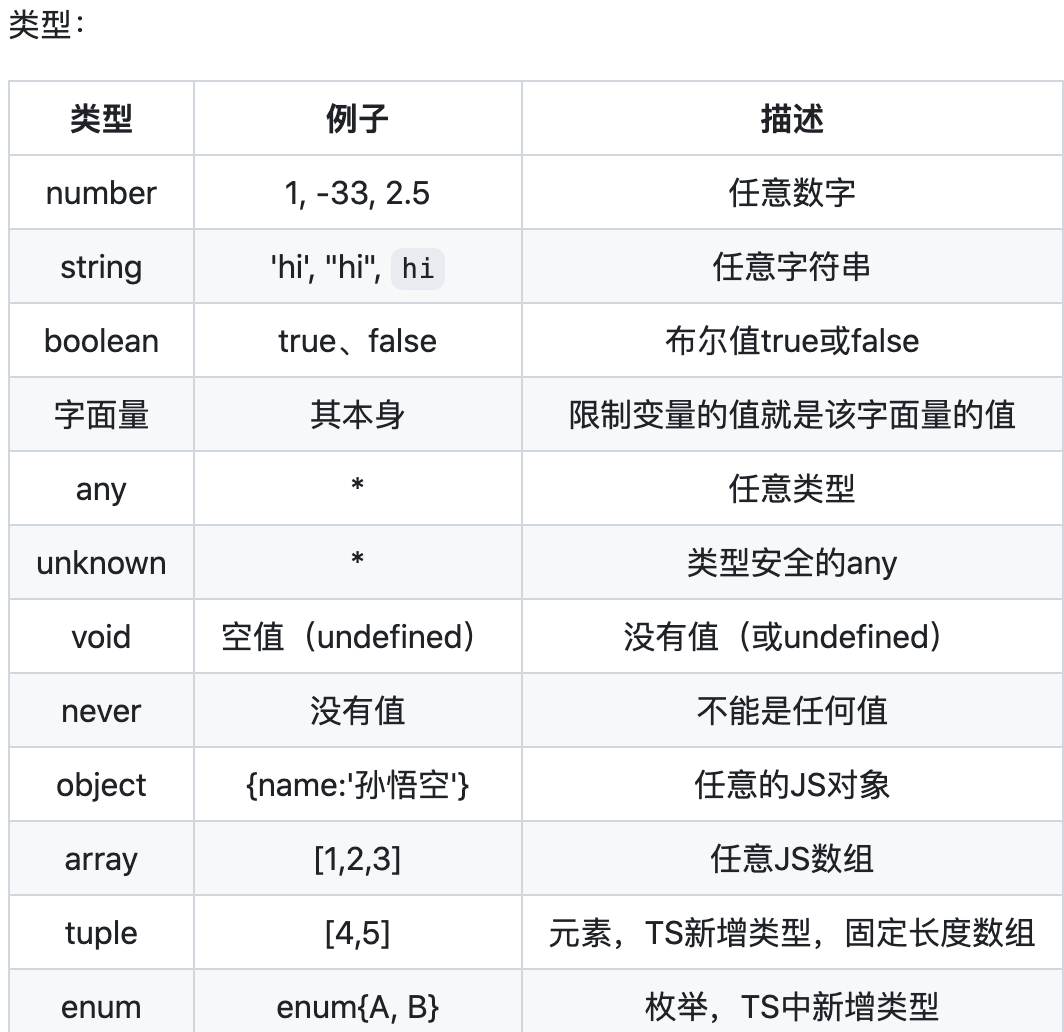 类型：
类型 例子 描述
number 1, -33, 2.5 任意数字
string 'hi', "hi", hi 任意字符串
boolean true、false 布尔值true或false
字面量 其本身 限制变量的值就是该字面量的值
any * 任意类型
unknown * 类型安全的any
void 空值（undefined） 没有值（或undefined）
never 没有值 不能是任何值
object {name:'孙悟空'} 任意的JS对象
array [1,2,3] 任意JS数组
tuple [4,5] 元素，TS新增类型，固定长度数组
enum enum{A, B} 枚举，TS中新增类型